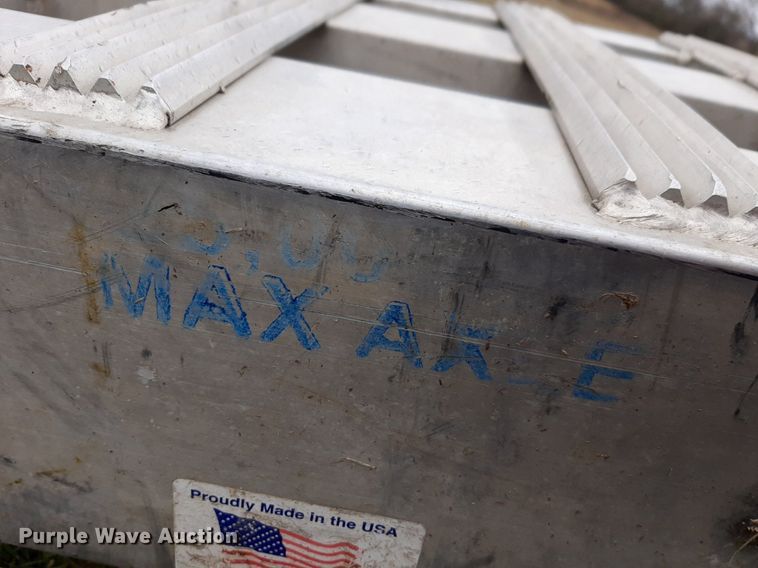 MAX AXLE
Proudly Made in the USA
Purple Wave Auction